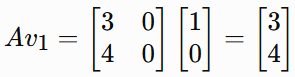 Av₁ = [3 0; 4 0] [1; 0] = [3; 4]